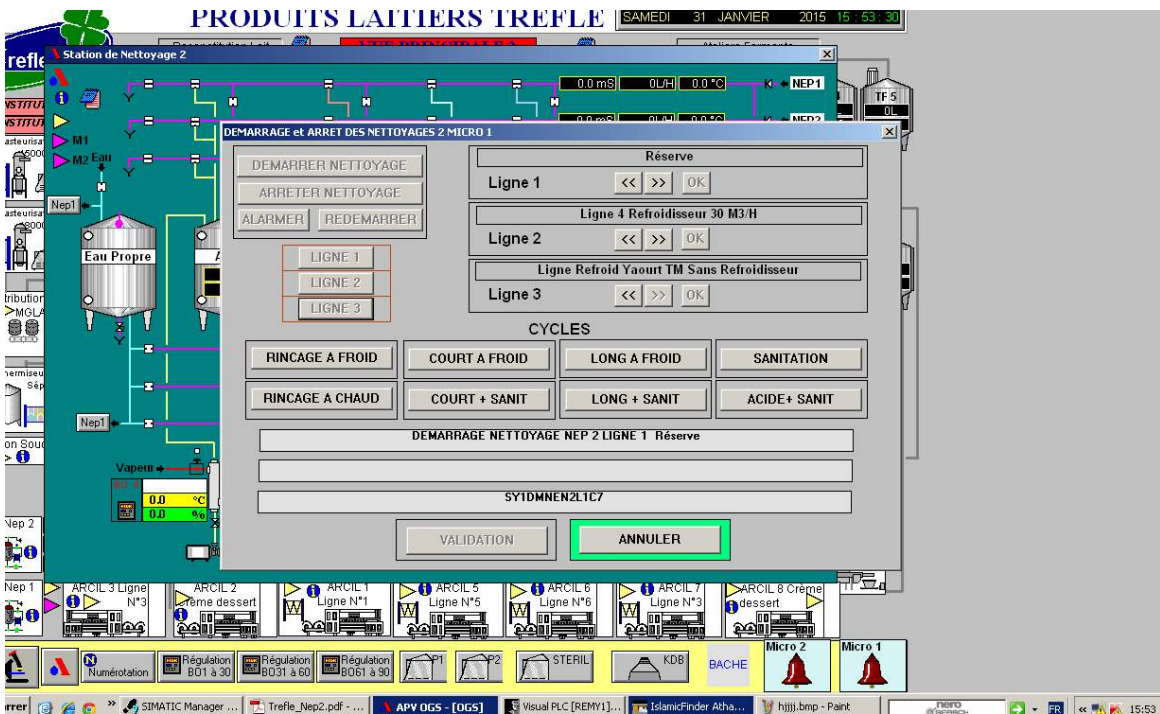 PRODUITS LAITIERS TREFLE
SAMEDI 31 JANVIER 2015 15 : 53 : 30
Station de Nettoyage 2
0.0 mS 0L/H 0.0 °C NEP1
TF 5
0L
M1
M2 Eau
Nep1
Eau Propre
DEMARRAGE et ARRET DES NETTOYAGES 2 MICRO 1
DEMARRER NETTOYAGE
ARRETER NETTOYAGE
ALARMER REDEMARRER
LIGNE 1
LIGNE 2
LIGNE 3
Réserve
Ligne 1 << >> OK
Ligne 4 Refroidisseur 30 M3/H
Ligne 2 << >> OK
Ligne Refroid Yaourt TM Sans Refroidisseur
Ligne 3 << >> OK
CYCLES
RINCAGE A FROID COURT A FROID LONG A FROID SANITATION
RINCAGE A CHAUD COURT + SANIT LONG + SANIT ACIDE+ SANIT
DEMARRAGE NETTOYAGE NEP 2 LIGNE 1 Réserve
SY1DMNEN2L1C7
VALIDATION ANNULER
Nep1
Vapeur
0.0 °C
0.0 %
Nep 2
Nep 1
ARCIL 3 Ligne N°3
ARCIL 2 Crème dessert
ARCIL 1 Ligne N°1
ARCIL 5 Ligne N°5
ARCIL 6 Ligne N°6
ARCIL 7 Ligne N°3
ARCIL 8 Crème dessert
Numérotation
Régulation BO1 à 30
Régulation BO31 à 60
Régulation BO61 à 90
P1 P2 STERIL KDB BACHE
Micro 2 Micro 1
SIMATIC Manager ... Trefle_Nep2.pdf - ... APV OGS - [OGS] Visual PLC [REMY1]... IslamicFinder Atha... hjjjj.bmp - Paint nero FR 15:53